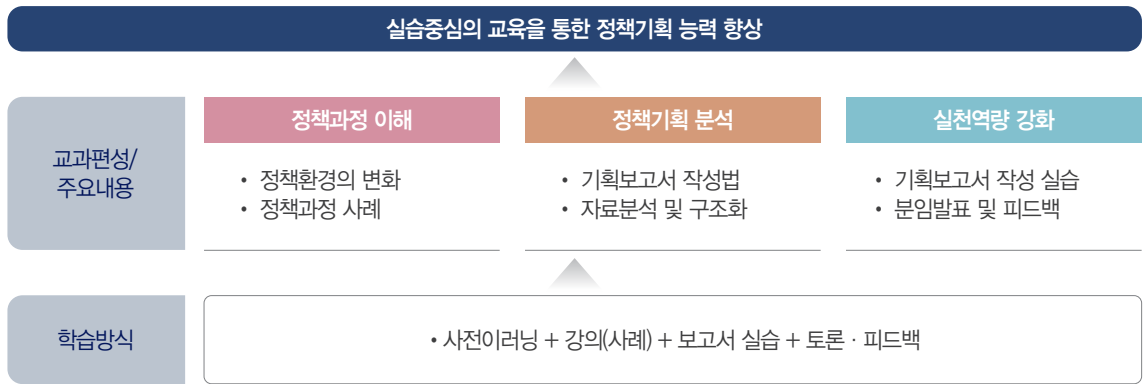 실습중심의 교육을 통한 정책기획 능력 향상
교과편성/
주요내용
정책과정 이해
• 정책환경의 변화
• 정책과정 사례
정책기획 분석
• 기획보고서 작성법
• 자료분석 및 구조화
실천역량 강화
• 기획보고서 작성 실습
• 분임발표 및 피드백
학습방식
• 사전이러닝 + 강의(사례) + 보고서 실습 + 토론 · 피드백